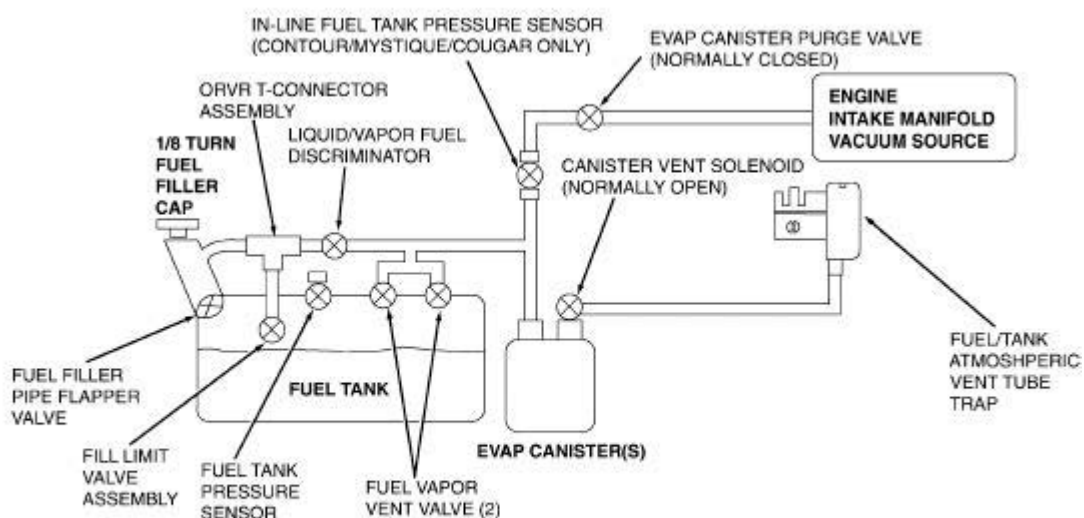 IN-LINE FUEL TANK PRESSURE SENSOR
(CONTOUR/MYSTIQUE/COUGAR ONLY)
EVAP CANISTER PURGE VALVE
(NORMALLY CLOSED)
ORVR T-CONNECTOR
ASSEMBLY
ENGINE
INTAKE MANIFOLD
VACUUM SOURCE
1/8 TURN
FUEL
FILLER
CAP
LIQUID/VAPOR FUEL
DISCRIMINATOR
CANISTER VENT SOLENOID
(NORMALLY OPEN)
FUEL TANK
FUEL/TANK
ATMOSHPERIC
VENT TUBE
TRAP
FUEL FILLER
PIPE FLAPPER
VALVE
EVAP CANISTER(S)
FILL LIMIT
VALVE
ASSEMBLY
FUEL TANK
PRESSURE
SENSOR
FUEL VAPOR
VENT VALVE (2)